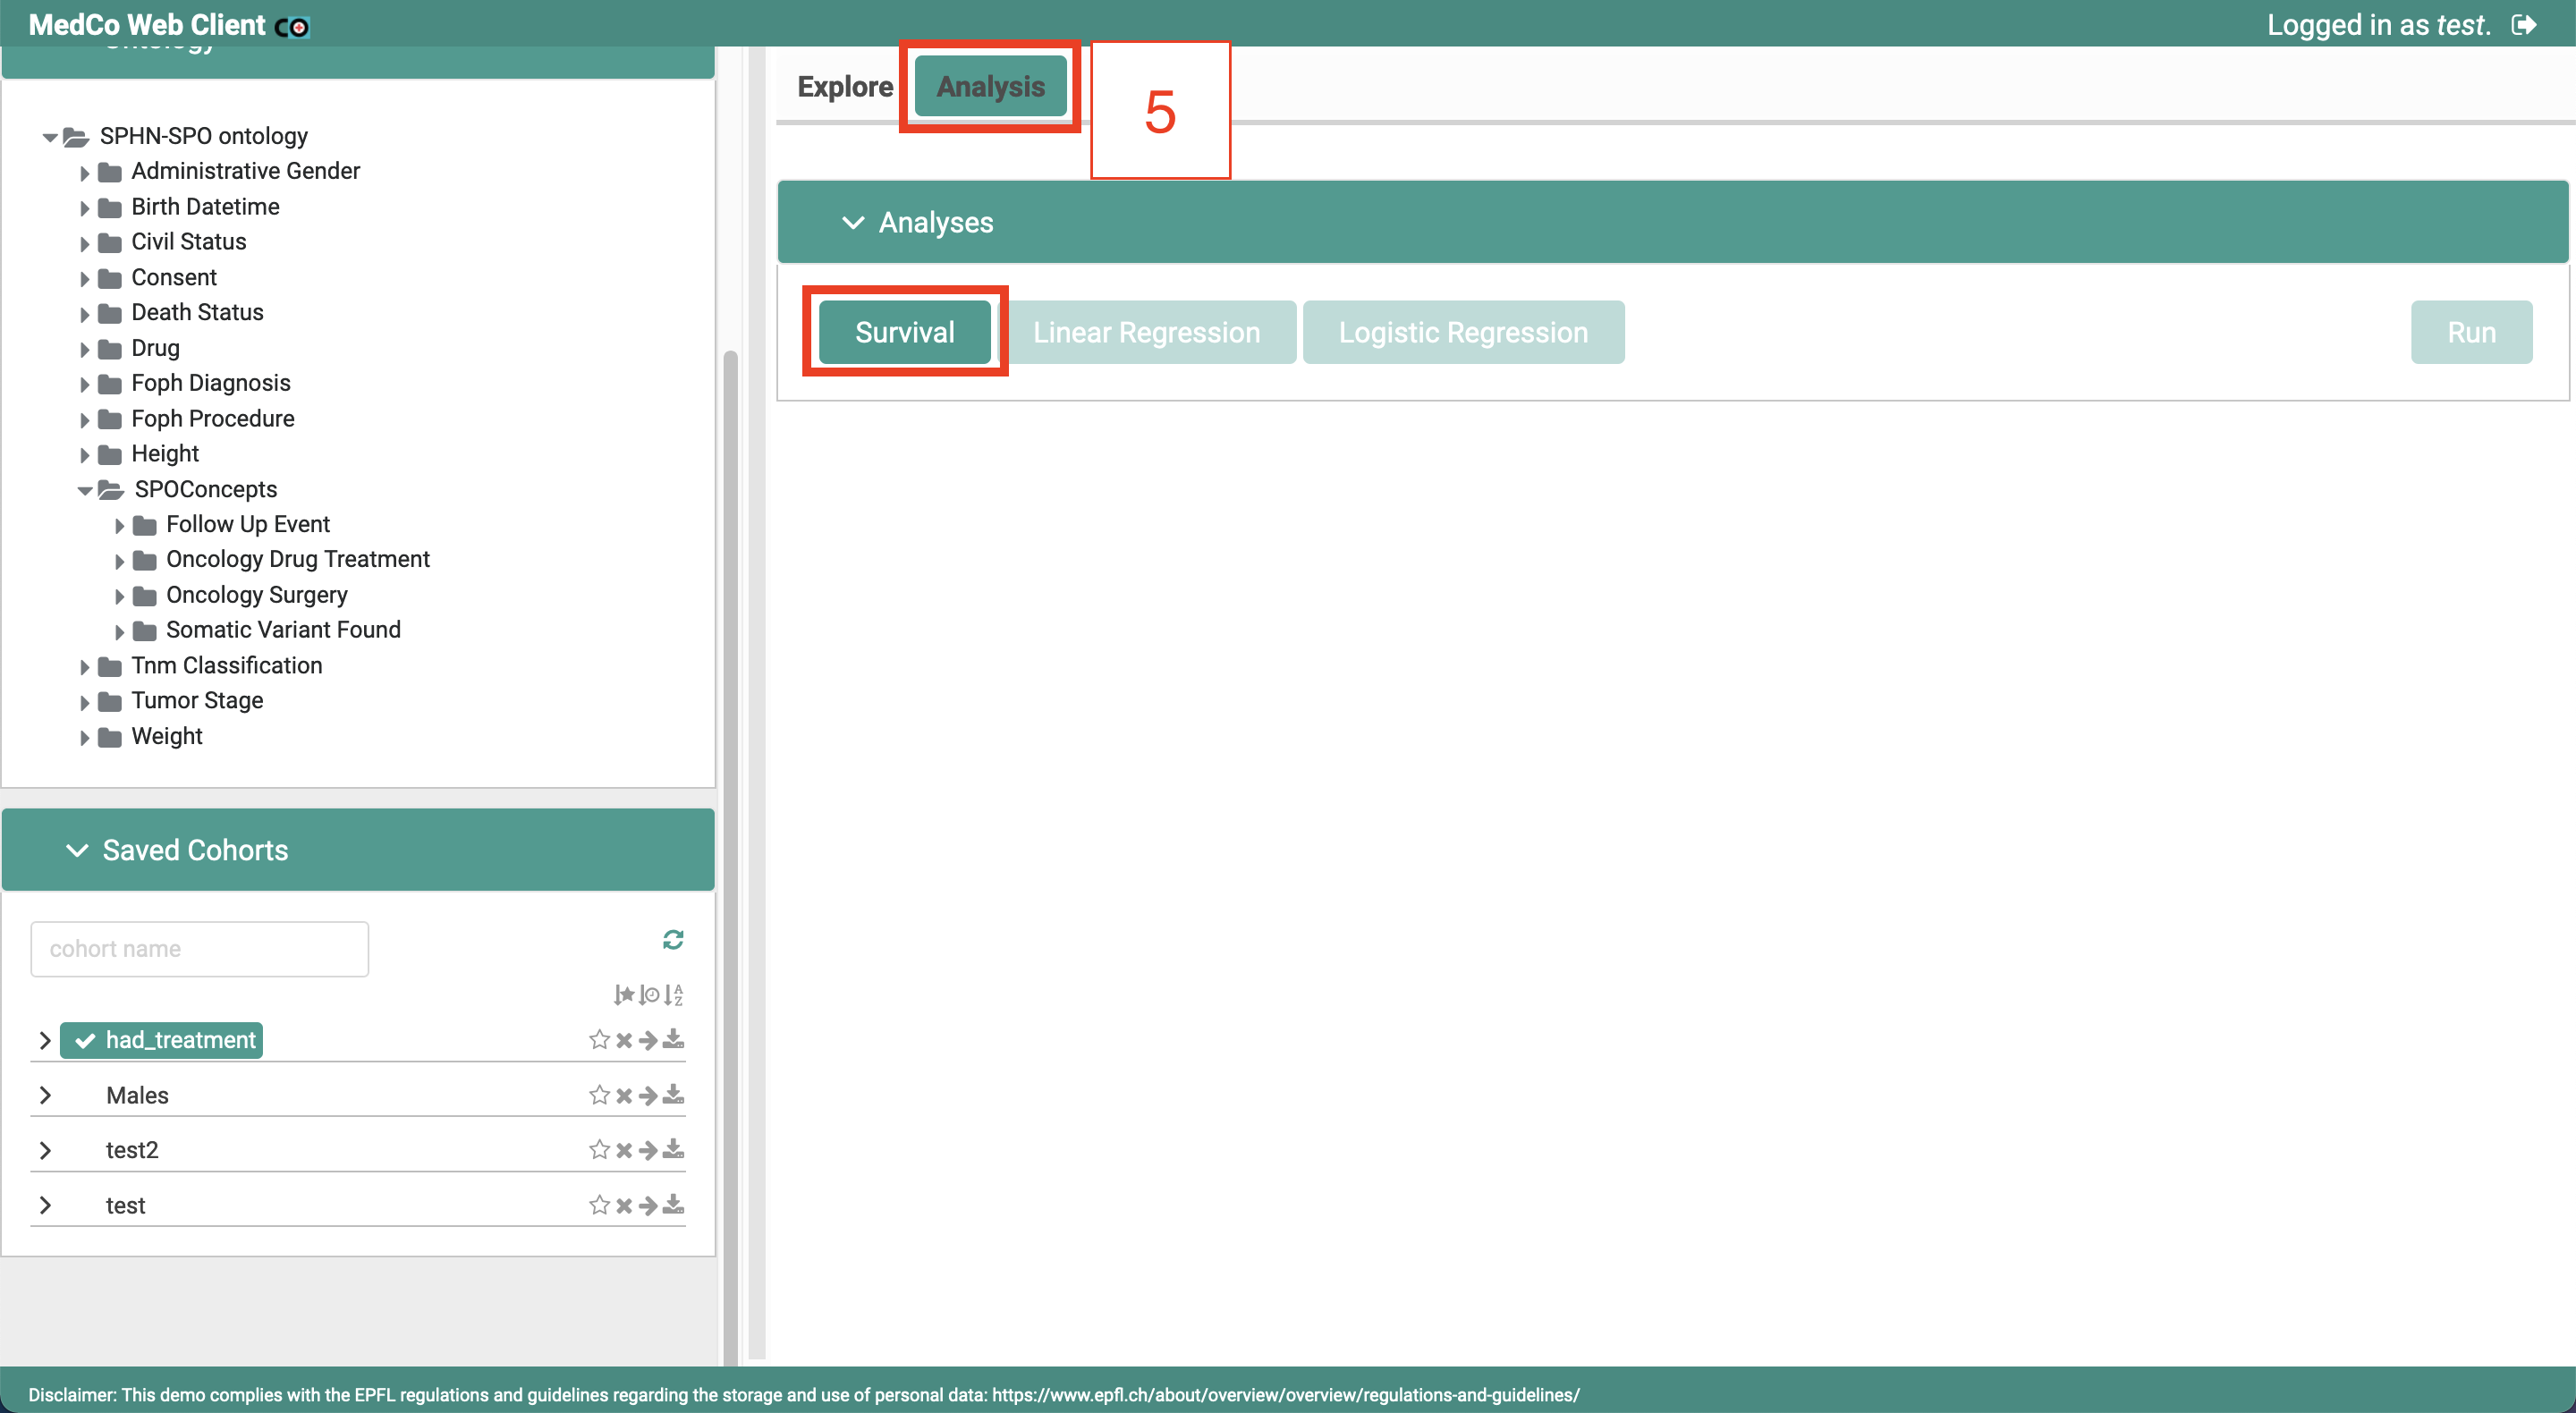 MedCo Web Client
Logged in as test.
Ontology
SPHN-SPO ontology
Administrative Gender
Birth Datetime
Civil Status
Consent
Death Status
Drug
Foph Diagnosis
Foph Procedure
Height
SPOConcepts
Follow Up Event
Oncology Drug Treatment
Oncology Surgery
Somatic Variant Found
Tnm Classification
Tumor Stage
Weight
Saved Cohorts
cohort name
had_treatment
Males
test2
test
Explore Analysis 5
Analyses
Survival Linear Regression Logistic Regression Run
Disclaimer: This demo complies with the EPFL regulations and guidelines regarding the storage and use of personal data: https://www.epfl.ch/about/overview/overview/regulations-and-guidelines/